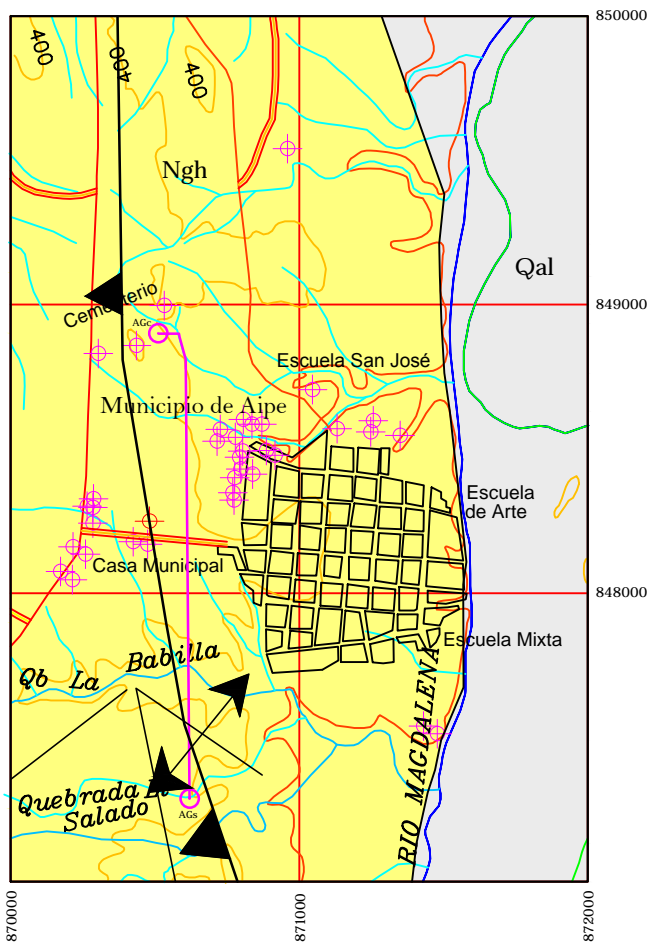 850000
400
400
400
Ngh
Qal
849000
Cementerio
AGc
Escuela San José
Municipio de Aipe
Escuela
de Arte
Casa Municipal
848000
Escuela Mixta
Qb La Babilla
RIO MAGDALENA
Quebrada El
Salado
AGs
870000
871000
872000